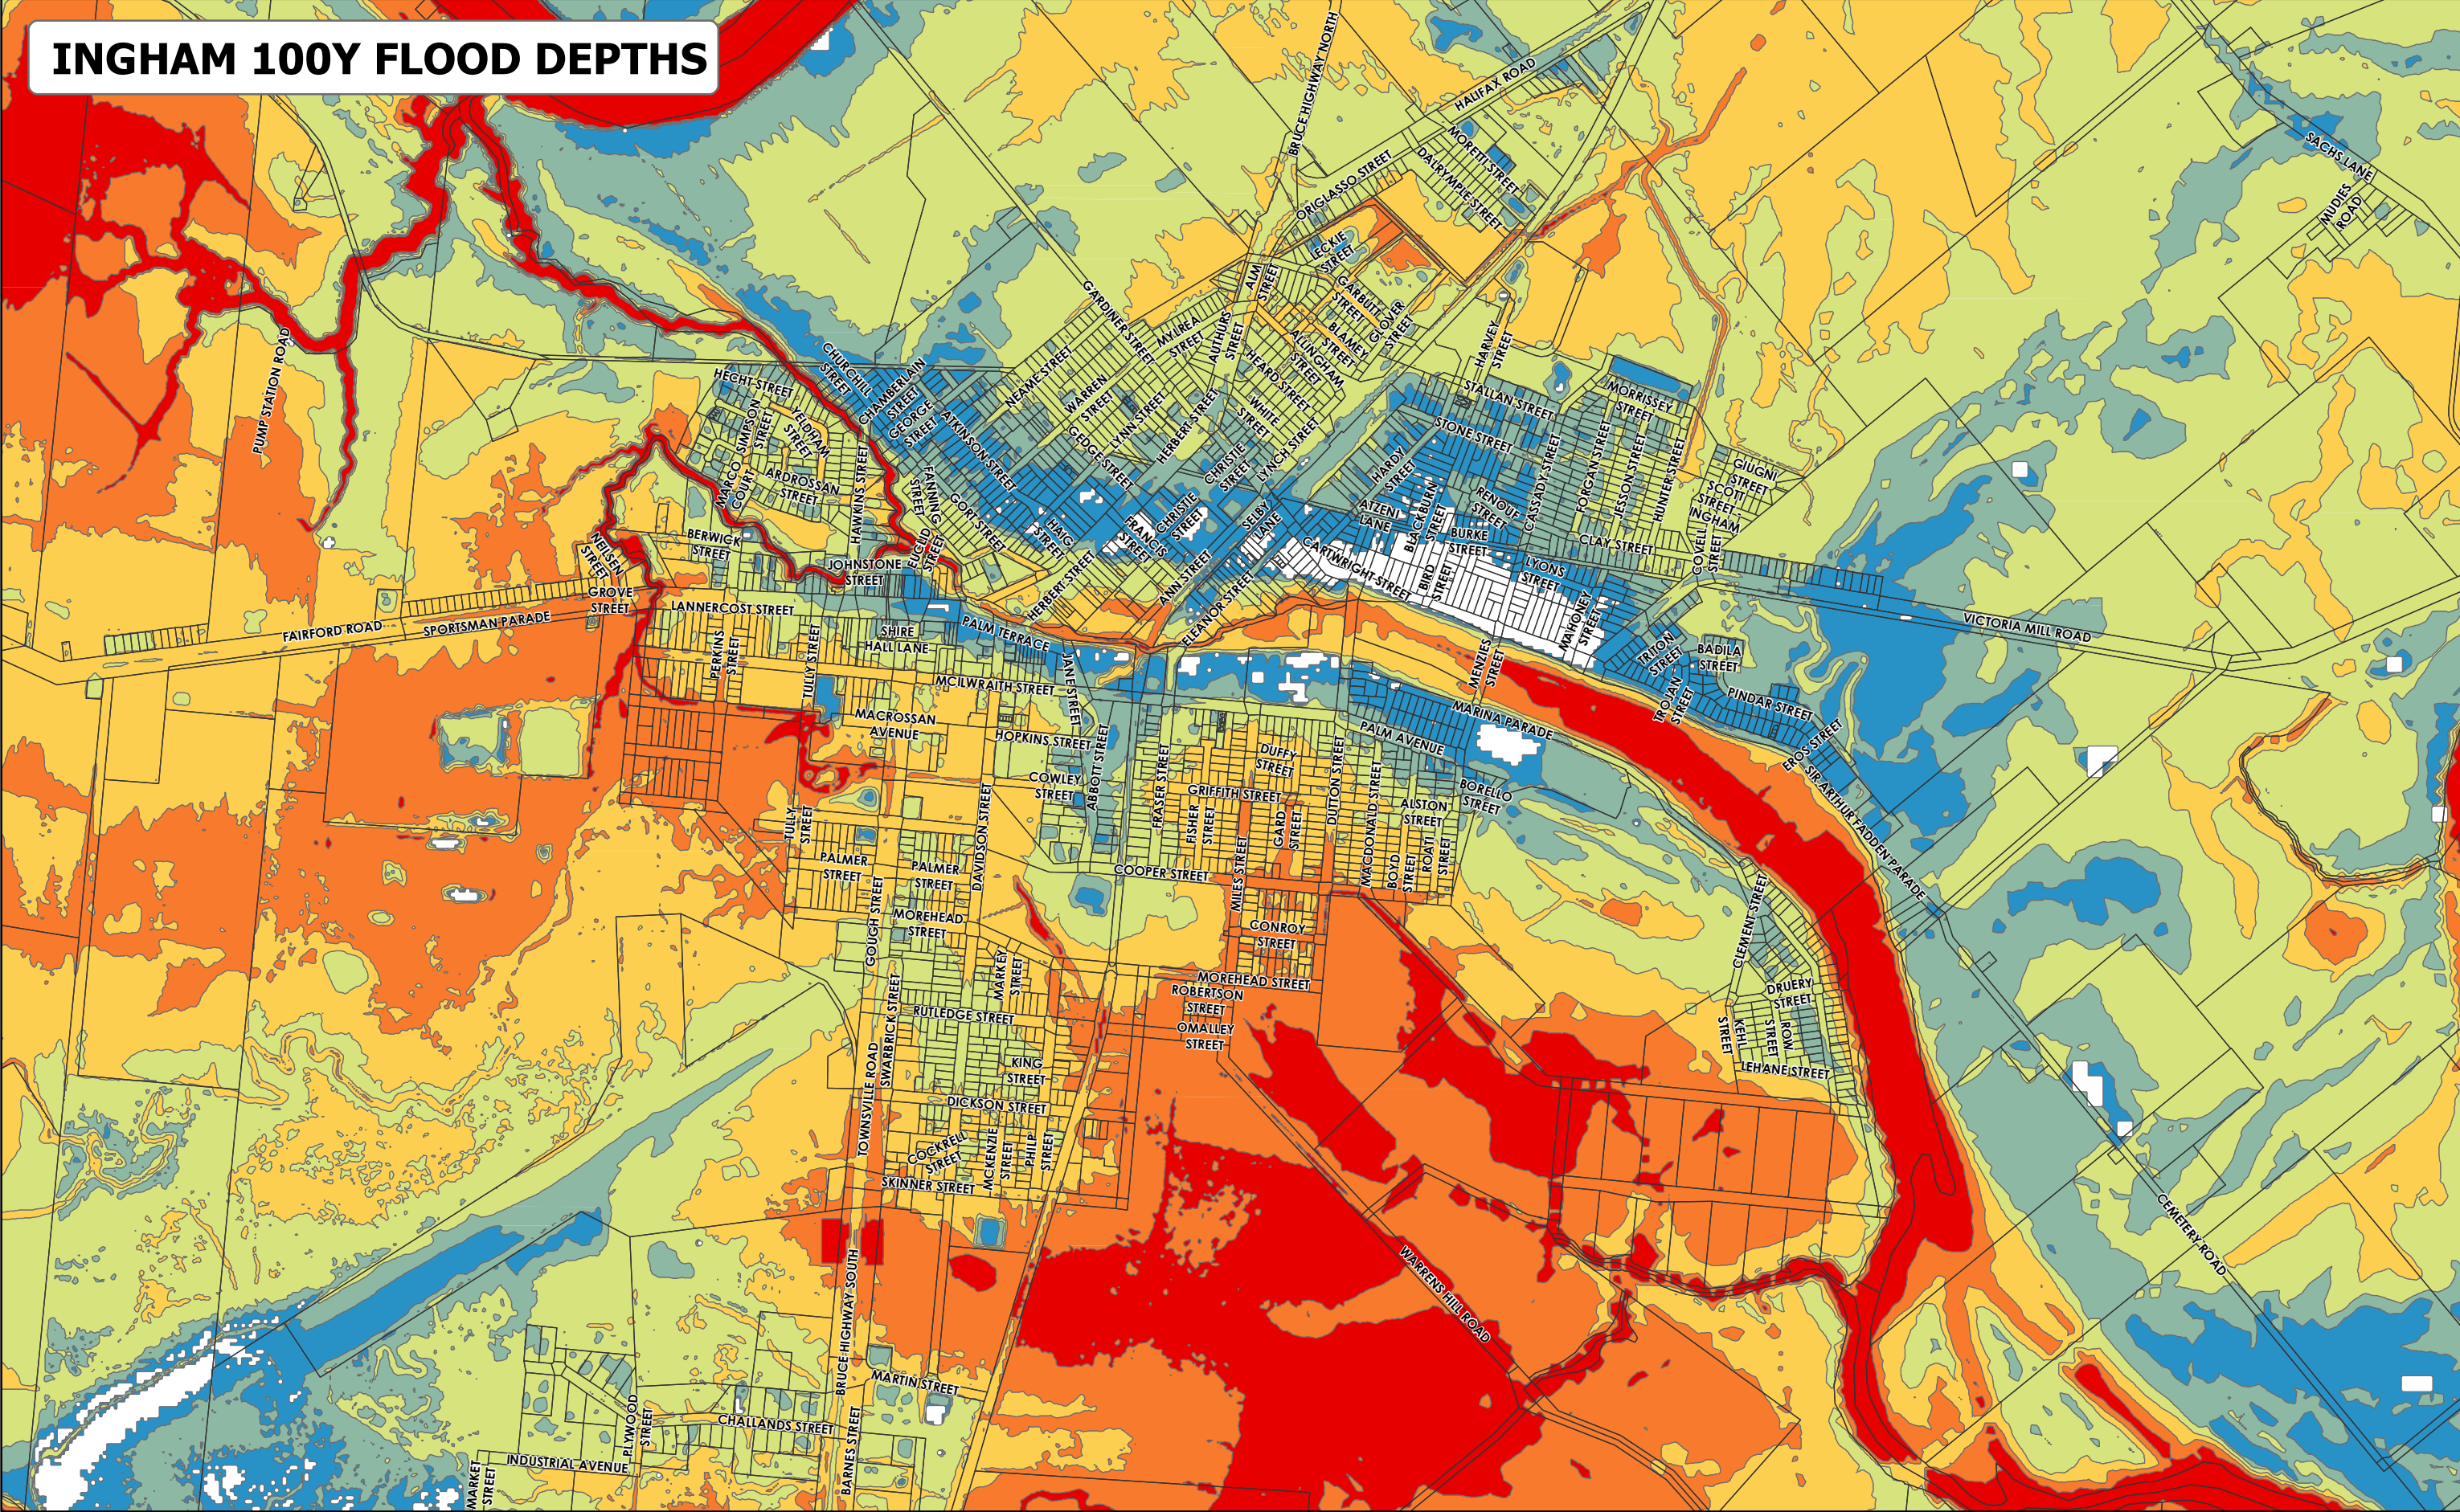 INGHAM 100Y FLOOD DEPTHS
BRUCE HIGHWAY NORTH
HALIFAX ROAD
MORETTI STREET
DALRYMPLE STREET
ORIGLASSO STREET
SACHS LANE
MUDIES
ROAD
LECKIE
STREET
ALM
STREET
GARBUTT
STREET
GLOVER
STREET
BLAMEY
STREET
ALLINGHAM
STREET
GARDINER STREET
MYLREA
STREET
AUTHURS
STREET
HEARD STREET
HARVEY
STREET
PUMP STATION ROAD
CHURCHILL
STREET
CHAMBERLAIN
STREET
GEORGE
STREET
ATKINSON STREET
NEAME STREET
WARREN
STREET
LYNN STREET
GEDGE STREET
HERBERT STREET
WHITE
STREET
LYNCH STREET
CHRISTIE
STREET
STALLAN STREET
MORRISSEY
STREET
STONE STREET
HARDY
STREET
CASSADY STREET
FORGAN STREET
JESSON STREET
HUNTER STREET
GIUGNI
STREET
SCOTT
STREET
INGHAM
HECHT STREET
SIMPSON
STREET
YELDHAM
STREET
MARCO
COURT
ARDROSSAN
STREET
HAWKINS STREET
FANNING
STREET
GORT STREET
EUCLID
STREET
HAIG
STREET
FRANCIS
STREET
CHRISTIE
STREET
SELBY
LANE
ATZENI
LANE
BLACKBURN
STREET
RENOUF
STREET
BURKE
STREET
CLAY STREET
COVELL
STREET
NEILSEN
STREET
BERWICK
STREET
JOHNSTONE
STREET
HERBERT STREET
ANN STREET
ELEANOR STREET
CARTWRIGHT STREET
BIRD
STREET
LYONS
STREET
MAHONEY
STREET
VICTORIA MILL ROAD
GROVE
STREET
FAIRFORD ROAD
SPORTSMAN PARADE
LANNERCOST STREET
PERKINS
STREET
TULLY STREET
SHIRE
HALL LANE
PALM TERRACE
JANE STREET
MCILWRAITH STREET
MENZIES
STREET
TRITON
STREET
BADILA
STREET
TROJAN
STREET
PINDAR STREET
EROS STREET
SIR ARTHUR FADDEN PARADE
MACROSSAN
AVENUE
HOPKINS STREET
ABBOTT STREET
COWLEY
STREET
MARINA PARADE
PALM AVENUE
DUFFY
STREET
DUTTON STREET
FRASER STREET
GRIFFITH STREET
FISHER
STREET
GARD
STREET
MACDONALD STREET
ALSTON
STREET
BORELLO
STREET
BOYD
STREET
ROATI
STREET
TULLY
STREET
DAVIDSON STREET
PALMER
STREET
PALMER
STREET
COOPER STREET
MILES STREET
GOUGH STREET
MOREHEAD
STREET
MARKEY
STREET
CONROY
STREET
MOREHEAD STREET
ROBERTSON
STREET
OMALLEY
STREET
CLEMENT STREET
DRUERY
STREET
KEHL
STREET
ROW
STREET
LEHANE STREET
SWARBRICK STREET
RUTLEDGE STREET
KING
STREET
TOWNSVILLE ROAD
DICKSON STREET
COCKRELL
STREET
MCKENZIE
STREET
PHILP
STREET
SKINNER STREET
CEMETERY ROAD
WARRENS HILL ROAD
BRUCE HIGHWAY SOUTH
MARTIN STREET
PLYWOOD
STREET
CHALLANDS STREET
BARNES STREET
INDUSTRIAL AVENUE
MARKET
STREET